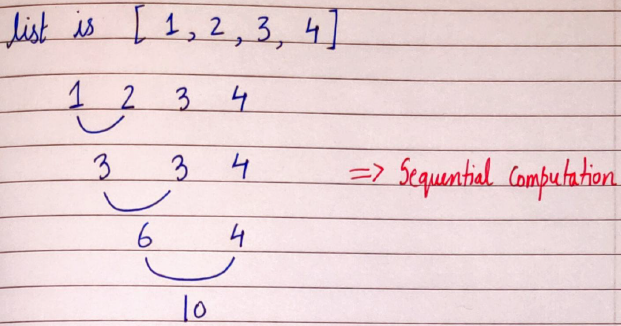 list is [ 1, 2, 3, 4]
1 2 3 4
3 3 4 => Sequential Computation
6 4
10